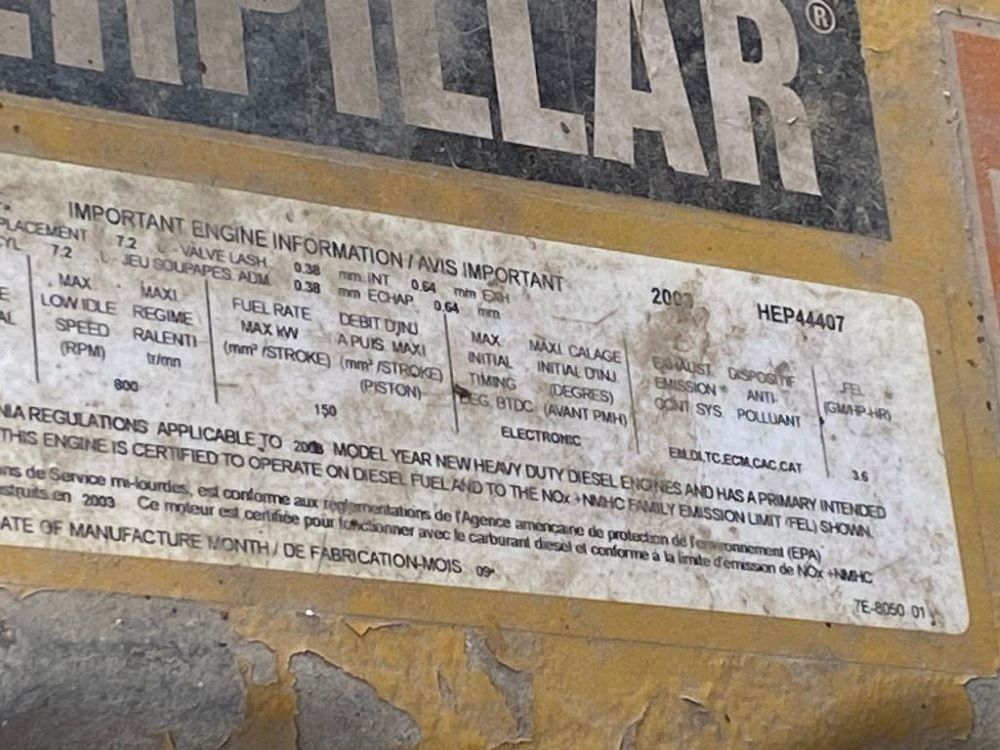 ERPILLAR®
IMPORTANT ENGINE INFORMATION / AVIS IMPORTANT
PLACEMENT 7.2 L VALVE LASH 0.38 mm INT 0.64 mm EXH
CYL 7.2 L JEU SOUPAPES ADM 0.38 mm ECHAP. 0.64 mm
2003 HEP44407
MAX MAXI
LOW IDLE REGIME
SPEED RALENTI
(RPM) tr/mn
800
FUEL RATE DEBIT D'INJ
MAX kW A PUIS MAXI
(mm³ /STROKE) (mm³ /STROKE)
(PISTON)
150
MAX MAXI CALAGE
INITIAL INITIAL D'INJ
TIMING (DEGREES)
DEG. BTDC (AVANT PMH)
ELECTRONIC
EXHAUST DISPOSITIF
EMISSION ANTI-
CONT SYS POLLUANT
EM,DI,TC,ECM,CAC,CAT
FEL
(GM/HP-HR)
3.6
NIA REGULATIONS APPLICABLE TO 2003 MODEL YEAR NEW HEAVY DUTY DIESEL ENGINES AND HAS A PRIMARY INTENDED
THIS ENGINE IS CERTIFIED TO OPERATE ON DIESEL FUEL AND TO THE NOx +NMHC FAMILY EMISSION LIMIT (FEL) SHOWN.
ns de Service mi-lourdes, est conforme aux réglementations de l'Agence américaine de protection de l'environnement (EPA)
nstruits en 2003 Ce moteur est certifiée pour fonctionner avec le carburant diesel et conforme à la limite d'émission de NOx +NMHC
ATE OF MANUFACTURE MONTH / DE FABRICATION-MOIS 09
7E-8050 01